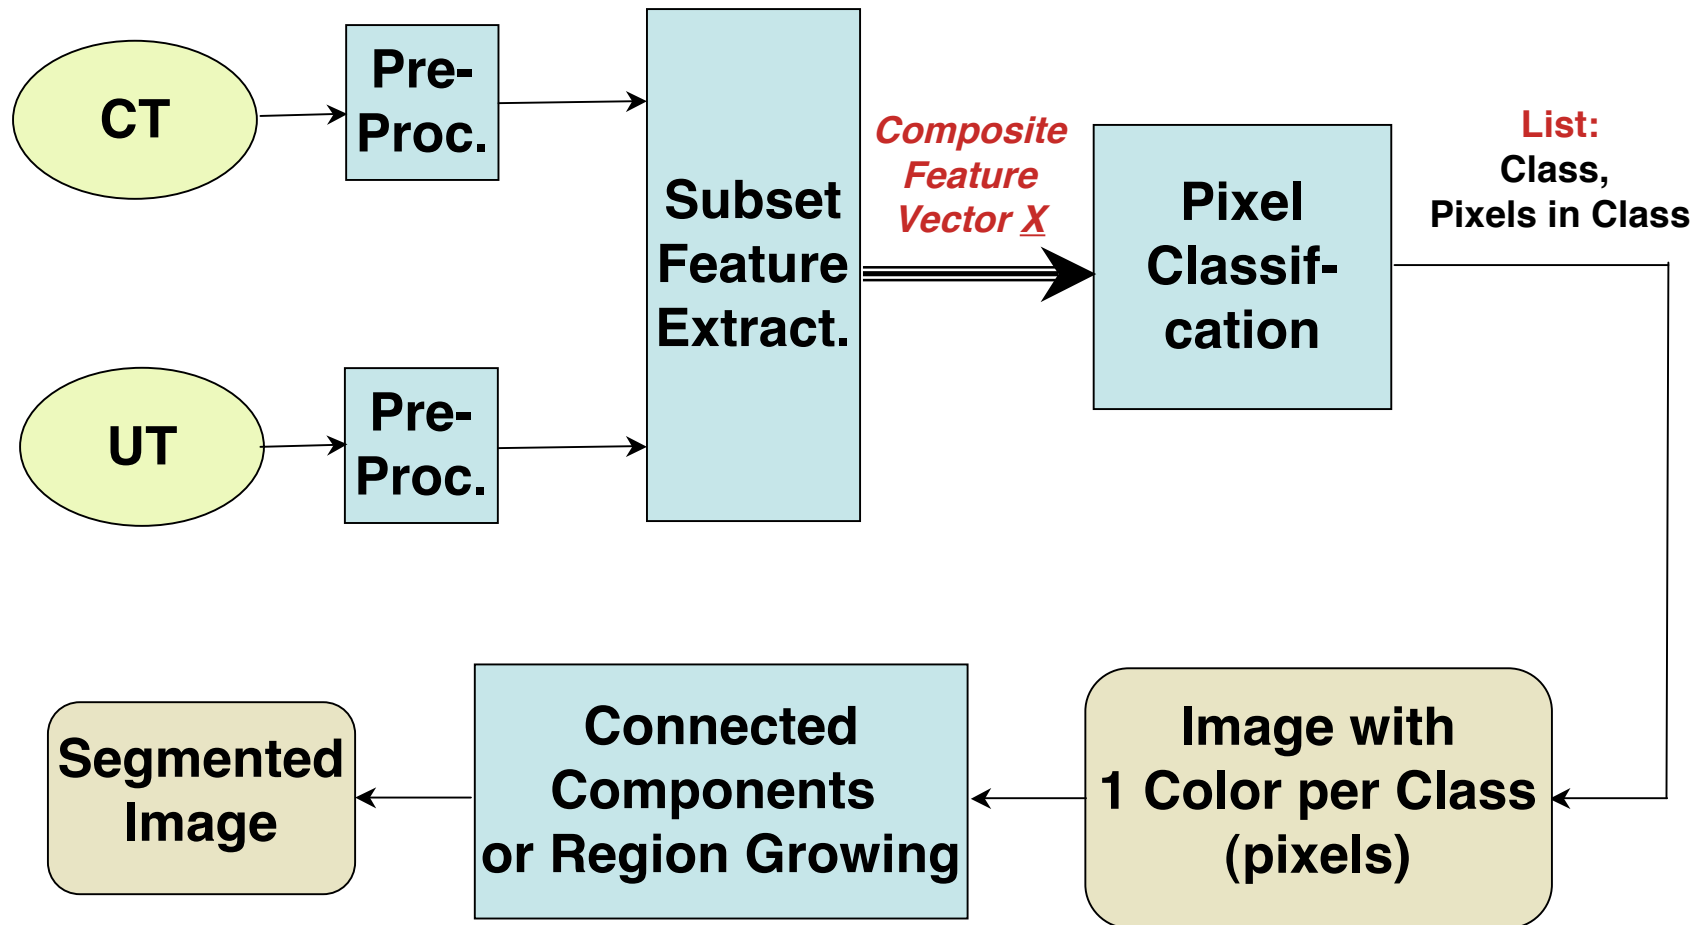 CT
Pre-
Proc.
Subset
Feature
Extract.
Composite
Feature
Vector X
Pixel
Classif-
cation
List:
Class,
Pixels in Class
UT
Pre-
Proc.
Image with
1 Color per Class
(pixels)
Connected
Components
or Region Growing
Segmented
Image